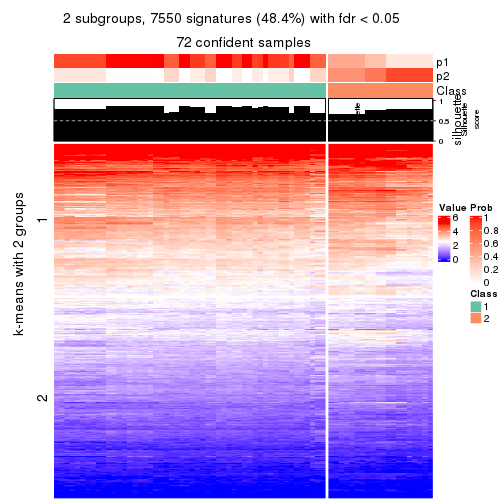 2 subgroups, 7550 signatures (48.4%) with fdr < 0.05
72 confident samples
p1
p2
Class
1
0.5
0
silhouette
Silhouette
score
k-means with 2 groups
1
2
Value
6
4
2
0
Prob
1
0.8
0.6
0.4
0.2
0
Class
1
2